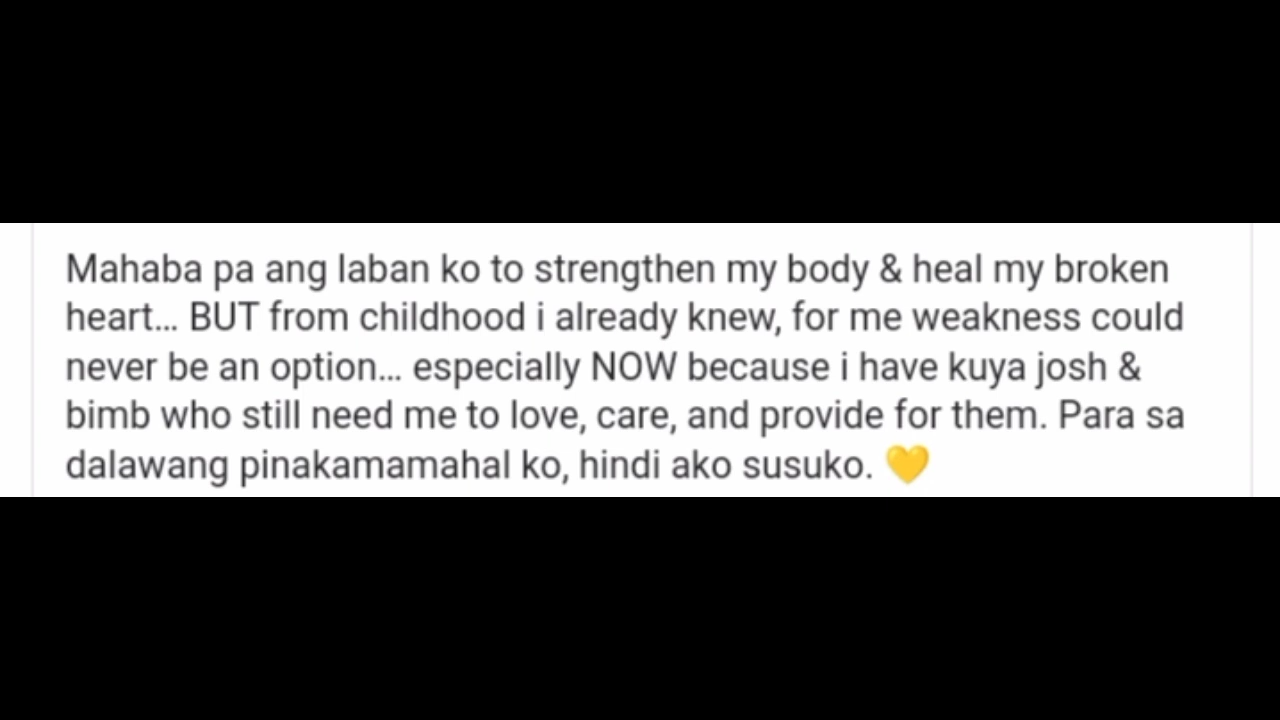 Mahaba pa ang laban ko to strengthen my body & heal my broken
heart... BUT from childhood i already knew, for me weakness could
never be an option... especially NOW because i have kuya josh &
bimb who still need me to love, care, and provide for them. Para sa
dalawang pinakamamahal ko, hindi ako susuko. 💛